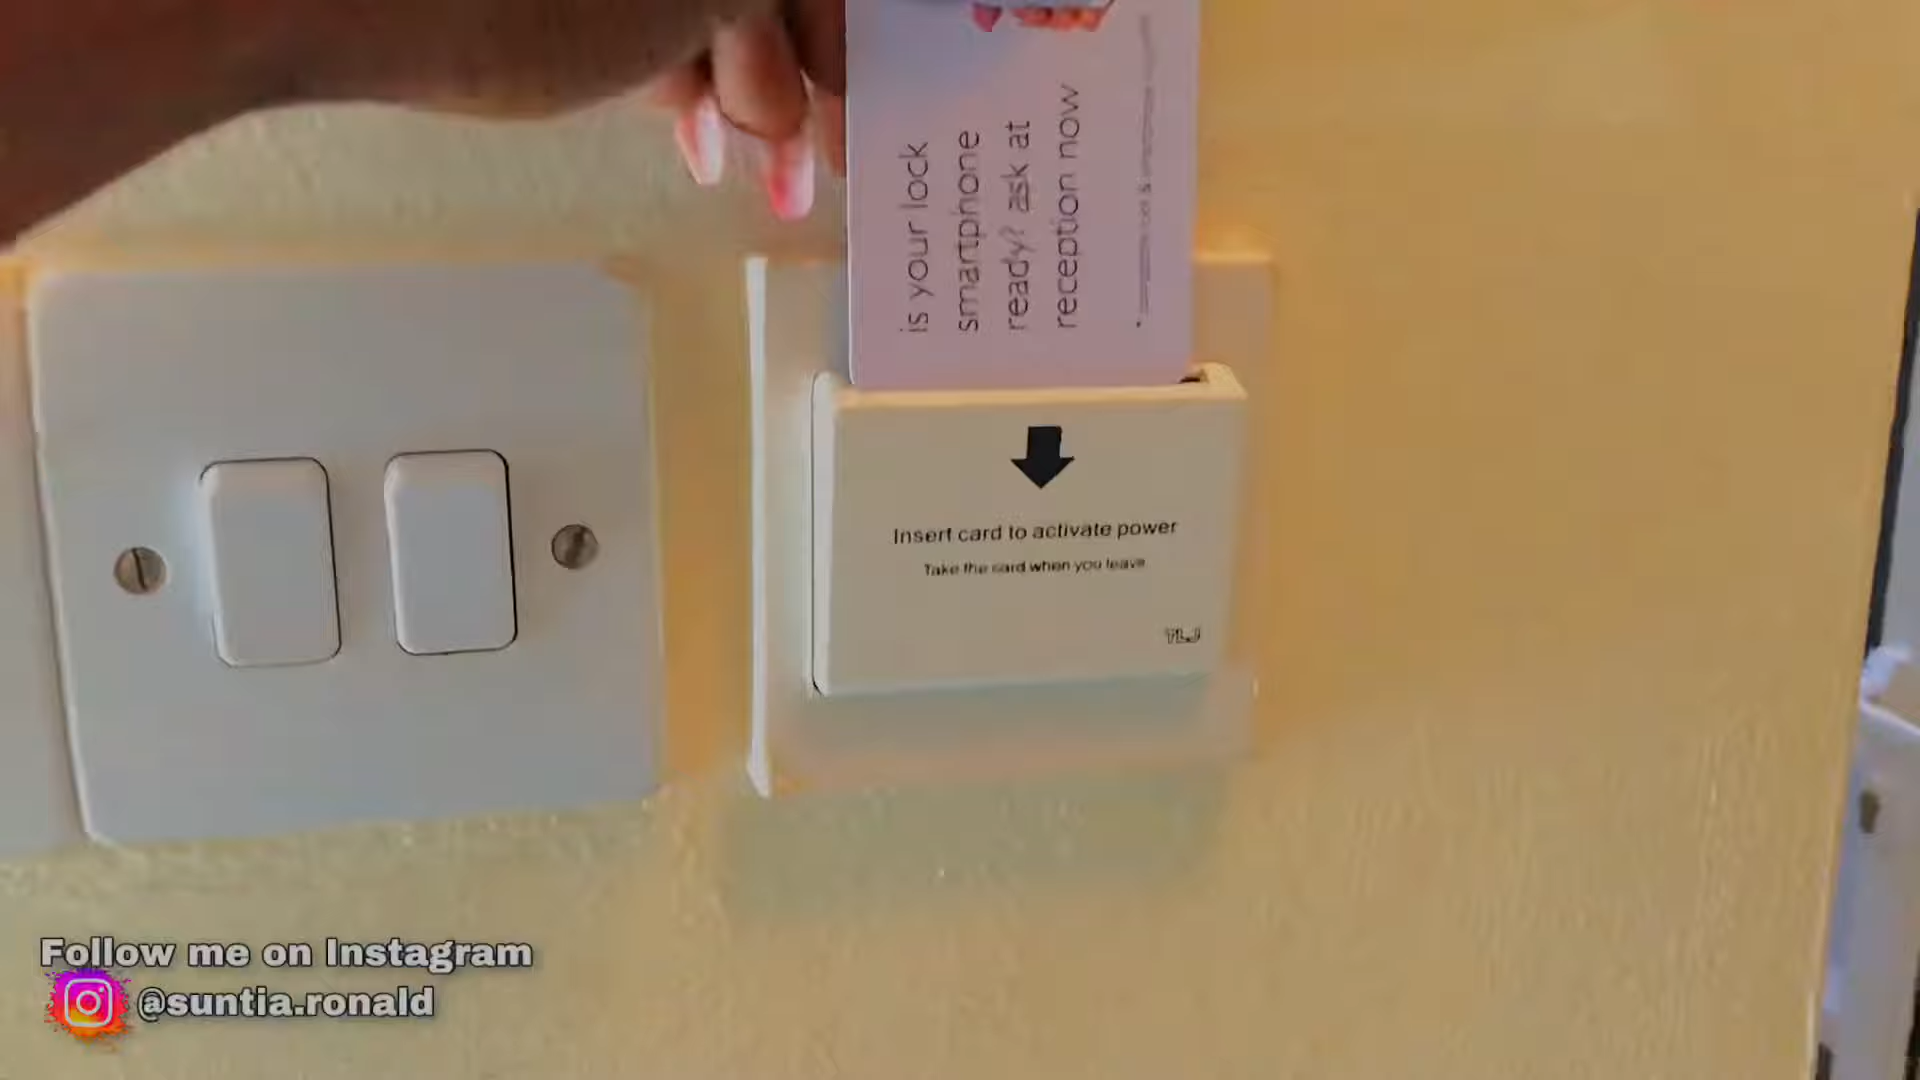 is your lock
smartphone
ready? ask at
reception now
Insert card to activate power
Take the card when you leave
TLJ
Follow me on Instagram
@suntia.ronald